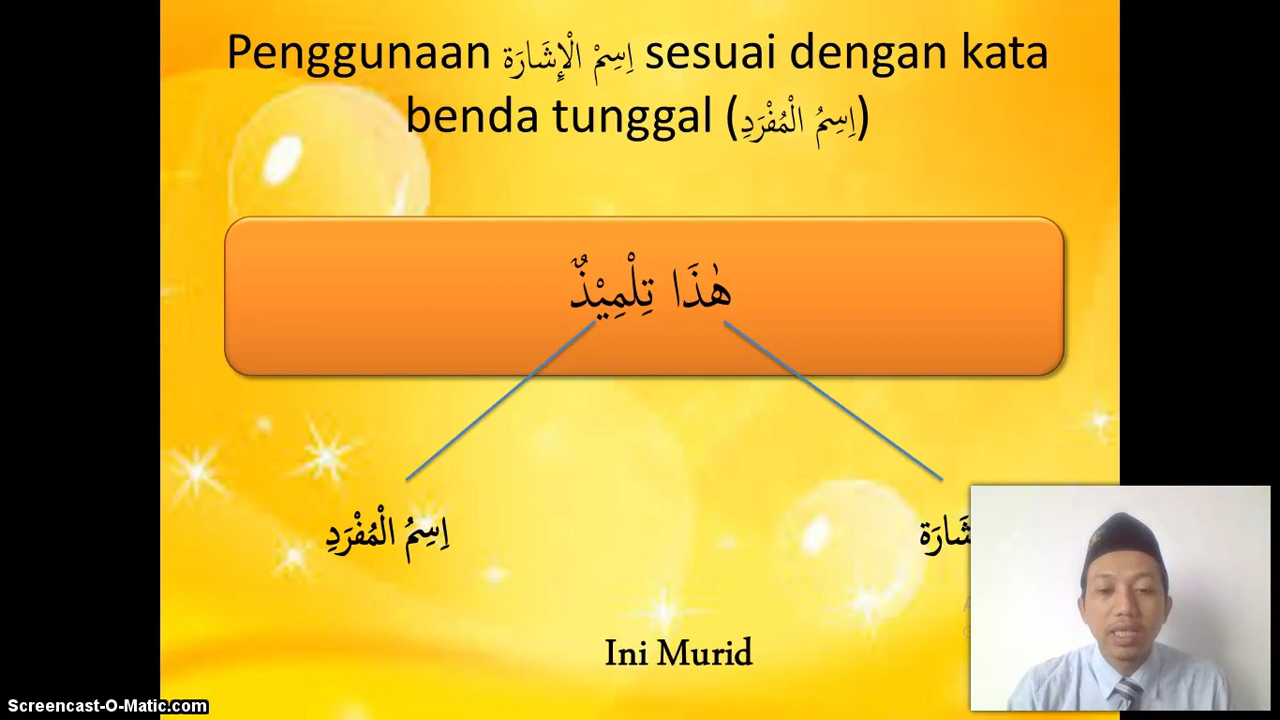 Penggunaan اِسِمْ الْإِشَارَة sesuai dengan kata
benda tunggal (اِسِمُ الْمُفْرَدِ)
هٰذَا تِلْمِيْذٌ
اِسِمُ الْمُفْرَدِ
Ini Murid
Screencast-O-Matic.com